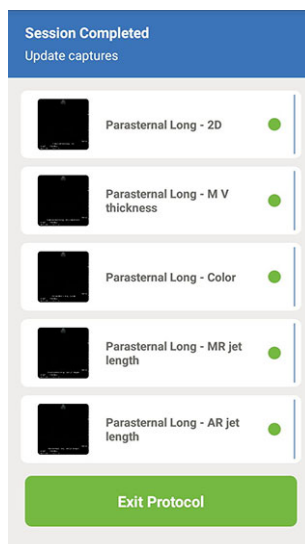 Session Completed
Update captures
Parasternal Long - 2D
Parasternal Long - M V
thickness
Parasternal Long - Color
Parasternal Long - MR jet
length
Parasternal Long - AR jet
length
Exit Protocol